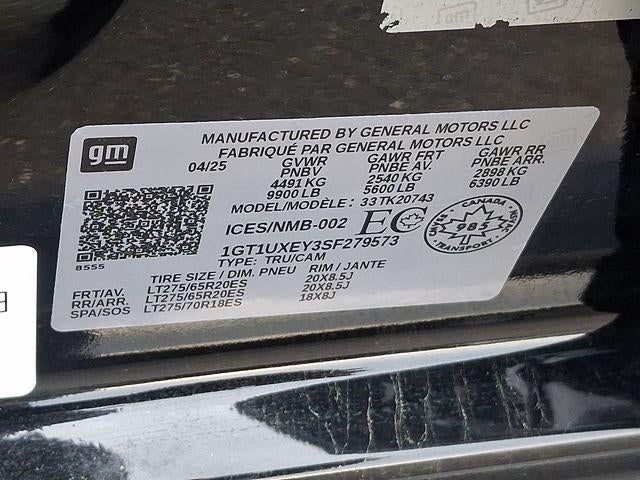 gm
MANUFACTURED BY GENERAL MOTORS LLC
FABRIQUÉ PAR GENERAL MOTORS LLC
04/25 GVWR GAWR FRT GAWR RR
PNBV PNBE AV. PNBE ARR.
4491 KG 2540 KG 2898 KG
9900 LB 5600 LB 6390 LB
MODEL/MODÈLE: 33TK20743
ICES/NMB-002 EC CANADA 985 TRANSPORT
1GT1UXEY3SF279573
8555 TYPE: TRU/CAM
TIRE SIZE / DIM. PNEU RIM / JANTE
FRT/AV. LT275/65R20ES 20X8.5J
RR/ARR. LT275/65R20ES 20X8.5J
SPA/SOS LT275/70R18ES 18X8J